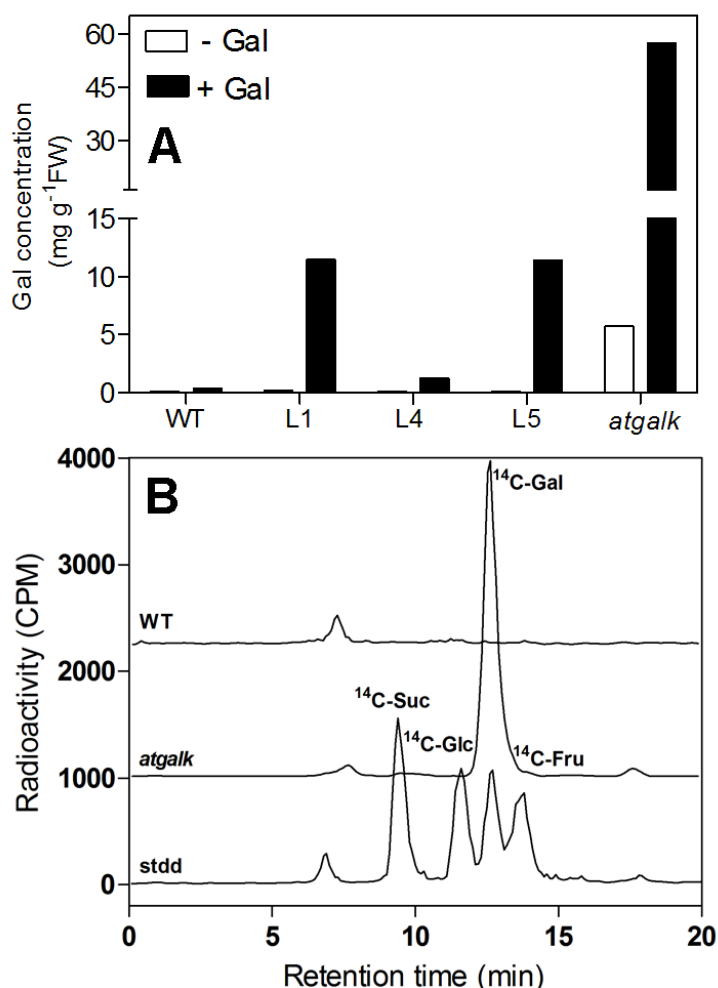 A
- Gal
+ Gal
Gal concentration
(mg g⁻¹FW)
60
45
30
15
10
5
0
WT L1 L4 L5 atgalk
B
Radioactivity (CPM)
4000
3000
2000
1000
0
¹⁴C-Gal
WT
¹⁴C-Suc
¹⁴C-Glc
¹⁴C-Fru
atgalk
stdd
0 5 10 15 20
Retention time (min)